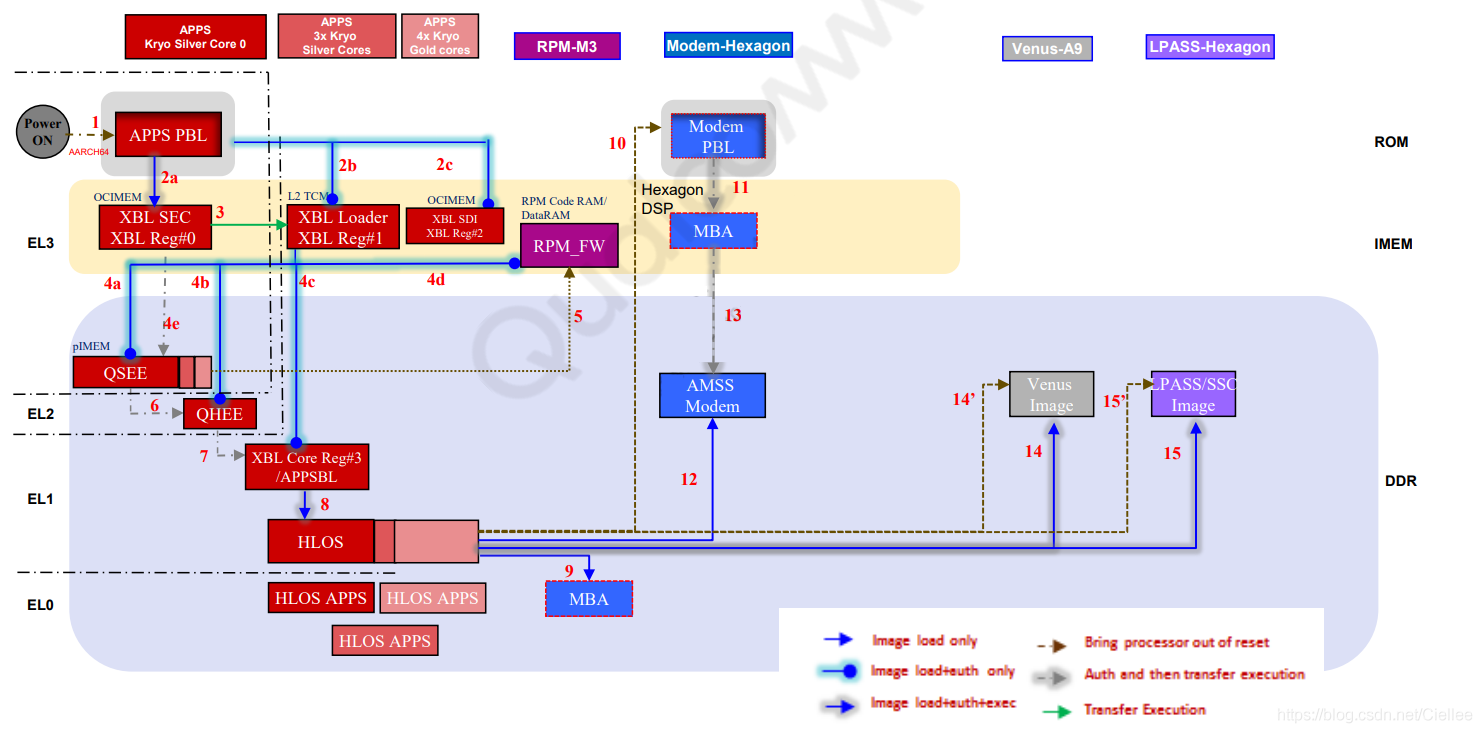 APPS
Kryo Silver Core 0
APPS
3x Kryo
Silver Cores
APPS
4x Kryo
Gold cores
RPM-M3
Modem-Hexagon
Venus-A9
LPASS-Hexagon
Power
ON
1
AARCH64
APPS PBL
2a
2b
2c
10
Modem
PBL
11
ROM
OCIMEM
XBL SEC
XBL Reg#0
3
L2 TCM
XBL Loader
XBL Reg#1
OCIMEM
XBL SDI
XBL Reg#2
RPM Code RAM/
DataRAM
RPM_FW
Hexagon
DSP
MBA
EL3
IMEM
4a
4b
4c
4d
4e
5
13
pIMEM
QSEE
AMSS
Modem
Venus
Image
LPASS/SSC
Image
14’
15’
EL2
6
QHEE
7
XBL Core Reg#3
/APPSBL
12
14
15
DDR
EL1
8
HLOS
9
EL0
HLOS APPS
HLOS APPS
MBA
HLOS APPS
Image load only
Image load+auth only
Image load+auth+exec
Bring processor out of reset
Auth and then transfer execution
Transfer Execution
https://blog.csdn.net/Ciellee